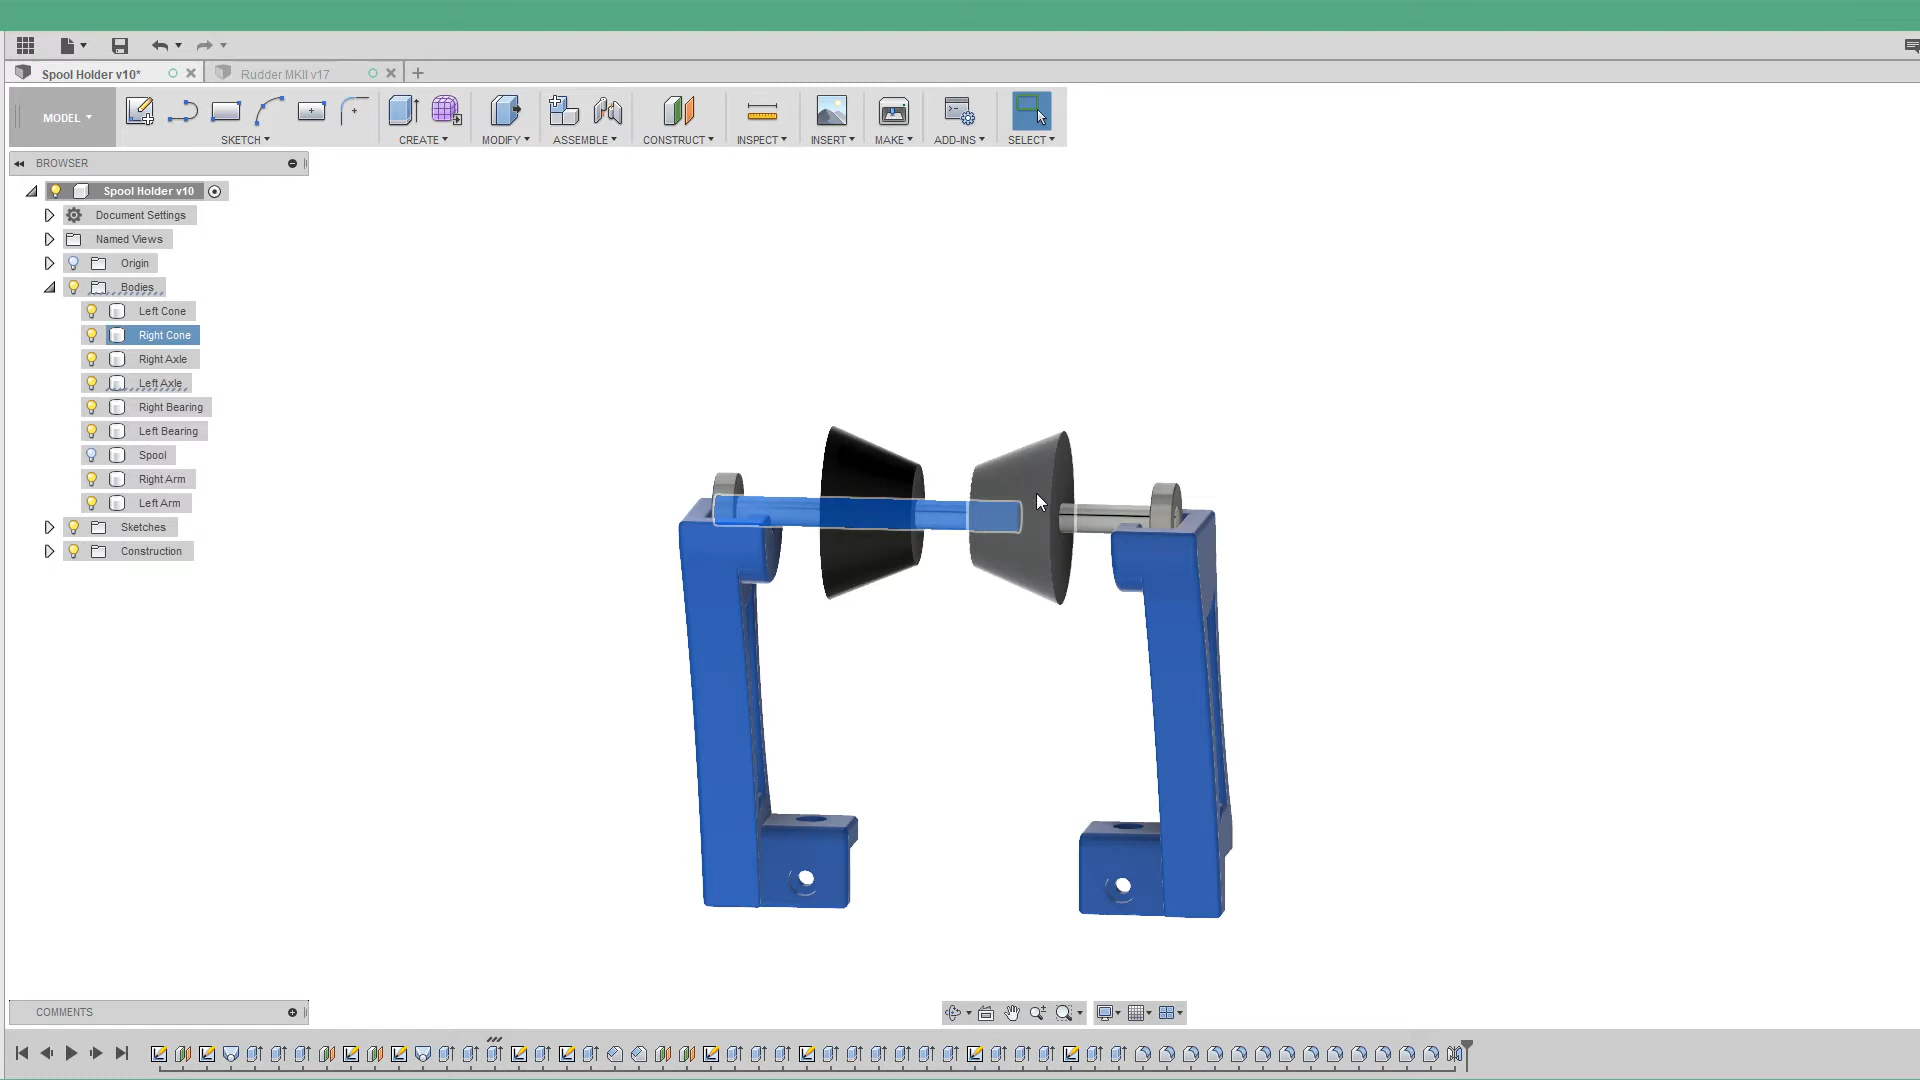 Spool Holder v10*
Rudder MKII v17
MODEL
SKETCH
CREATE
MODIFY
ASSEMBLE
CONSTRUCT
INSPECT
INSERT
MAKE
ADD-INS
SELECT
BROWSER
Spool Holder v10
Document Settings
Named Views
Origin
Bodies
Left Cone
Right Cone
Right Axle
Left Axle
Right Bearing
Left Bearing
Spool
Right Arm
Left Arm
Sketches
Construction
COMMENTS